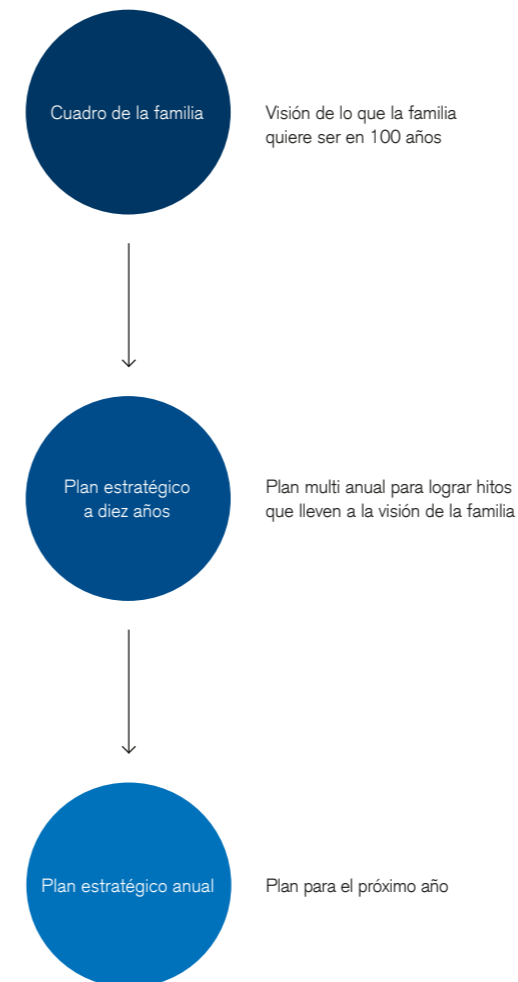 Cuadro de la familia
Visión de lo que la familia
quiere ser en 100 años
Plan estratégico
a diez años
Plan multi anual para lograr hitos
que lleven a la visión de la familia
Plan estratégico anual
Plan para el próximo año